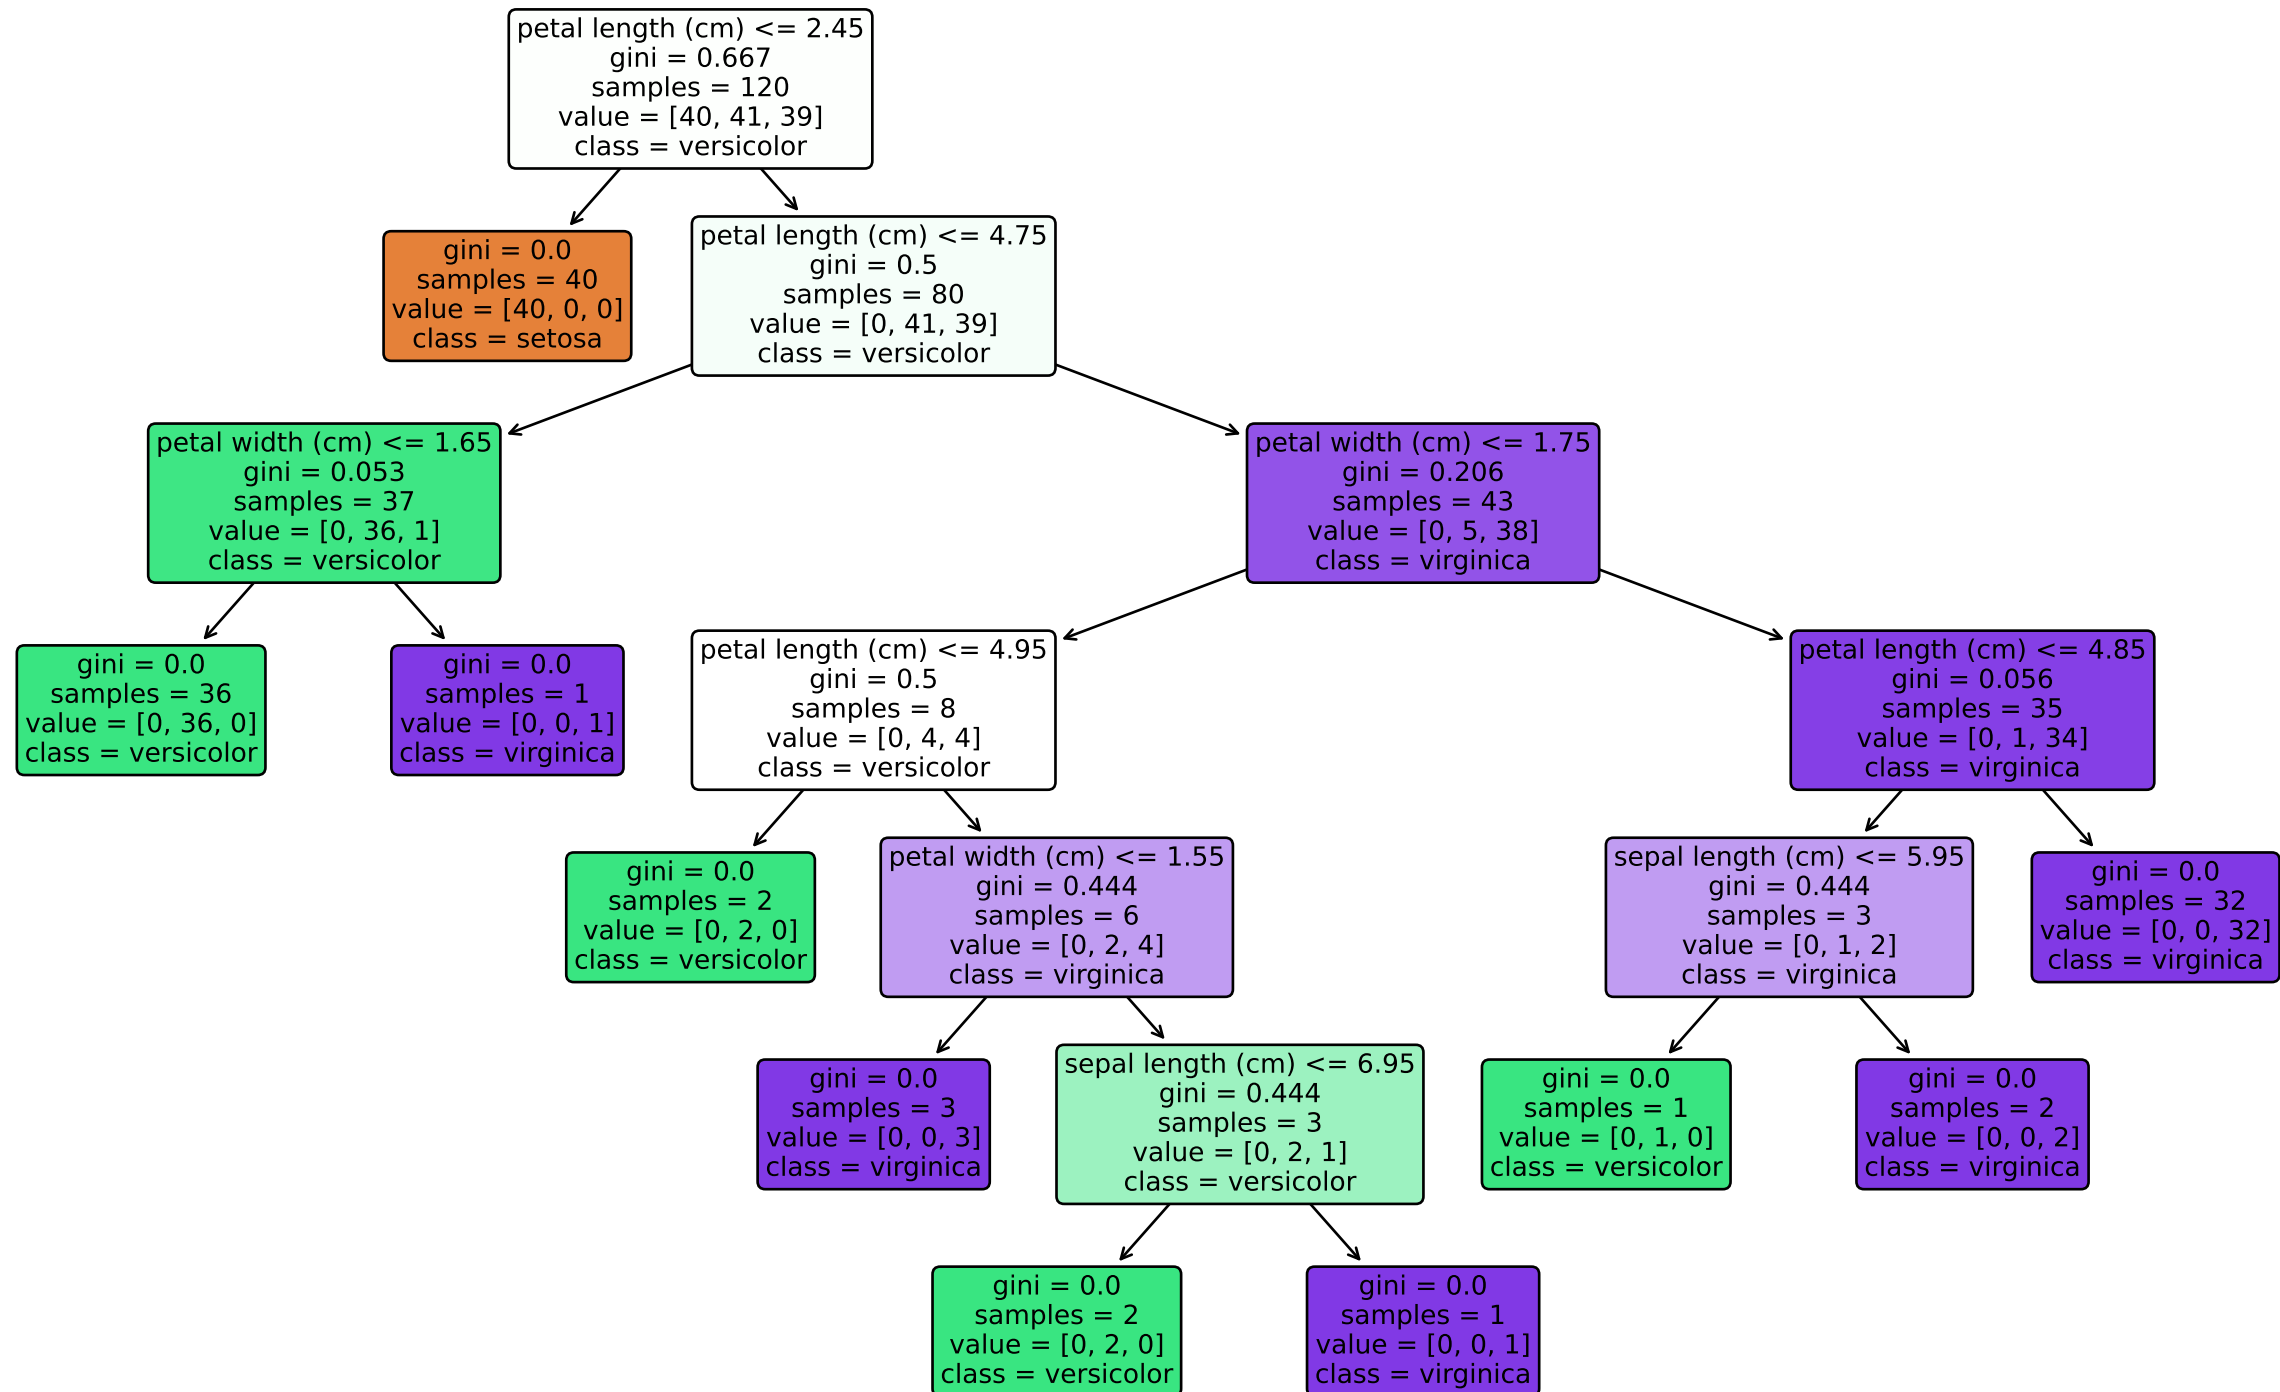 petal length (cm) <= 2.45
gini = 0.667
samples = 120
value = [40, 41, 39]
class = versicolor
gini = 0.0
samples = 40
value = [40, 0, 0]
class = setosa
petal length (cm) <= 4.75
gini = 0.5
samples = 80
value = [0, 41, 39]
class = versicolor
petal width (cm) <= 1.65
gini = 0.053
samples = 37
value = [0, 36, 1]
class = versicolor
petal width (cm) <= 1.75
gini = 0.206
samples = 43
value = [0, 5, 38]
class = virginica
gini = 0.0
samples = 36
value = [0, 36, 0]
class = versicolor
gini = 0.0
samples = 1
value = [0, 0, 1]
class = virginica
petal length (cm) <= 4.95
gini = 0.5
samples = 8
value = [0, 4, 4]
class = versicolor
petal length (cm) <= 4.85
gini = 0.056
samples = 35
value = [0, 1, 34]
class = virginica
gini = 0.0
samples = 2
value = [0, 2, 0]
class = versicolor
petal width (cm) <= 1.55
gini = 0.444
samples = 6
value = [0, 2, 4]
class = virginica
sepal length (cm) <= 5.95
gini = 0.444
samples = 3
value = [0, 1, 2]
class = virginica
gini = 0.0
samples = 32
value = [0, 0, 32]
class = virginica
gini = 0.0
samples = 3
value = [0, 0, 3]
class = virginica
sepal length (cm) <= 6.95
gini = 0.444
samples = 3
value = [0, 2, 1]
class = versicolor
gini = 0.0
samples = 1
value = [0, 1, 0]
class = versicolor
gini = 0.0
samples = 2
value = [0, 0, 2]
class = virginica
gini = 0.0
samples = 2
value = [0, 2, 0]
class = versicolor
gini = 0.0
samples = 1
value = [0, 0, 1]
class = virginica